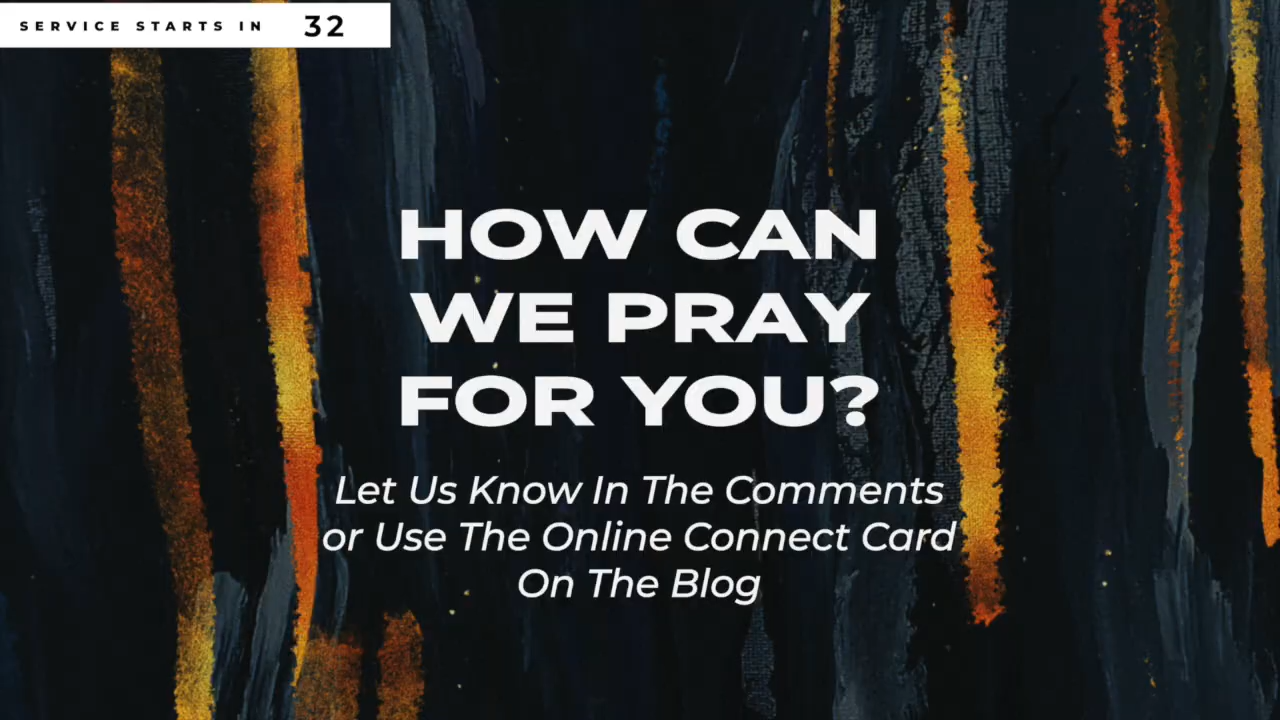 SERVICE STARTS IN 32
HOW CAN
WE PRAY
FOR YOU?
Let Us Know In The Comments
or Use The Online Connect Card
On The Blog